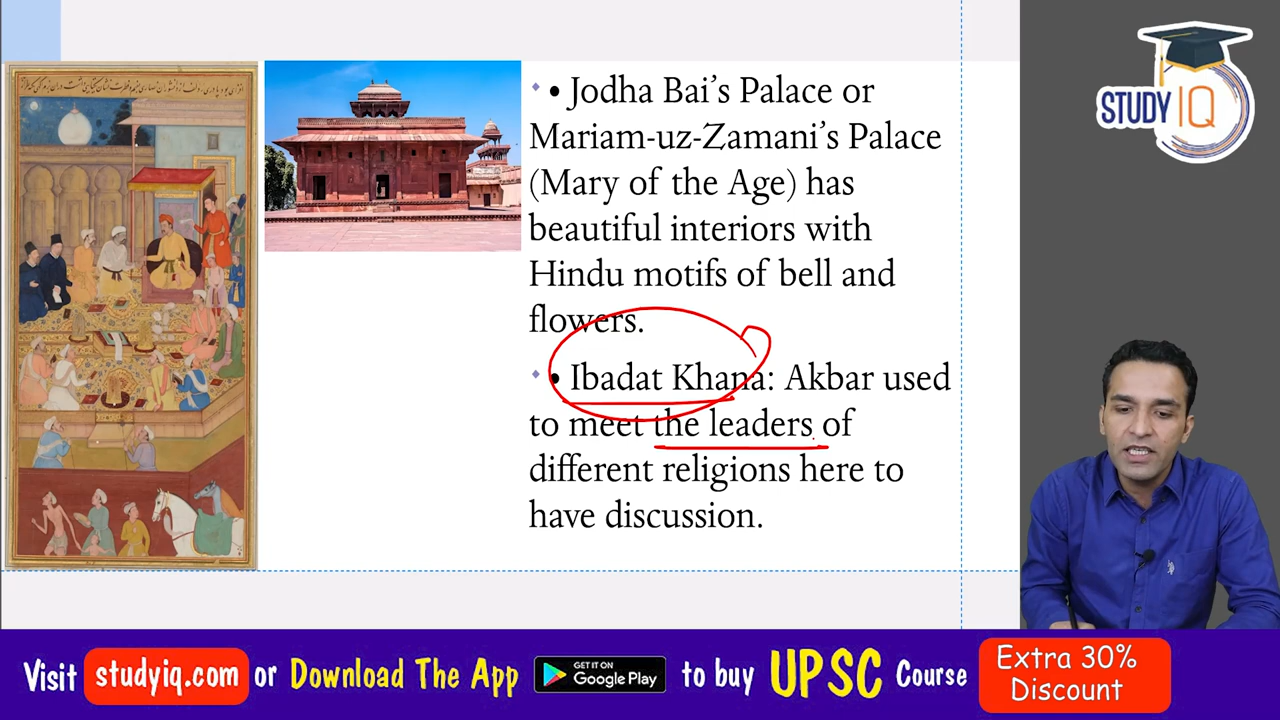 • Jodha Bai’s Palace or
Mariam-uz-Zamani’s Palace
(Mary of the Age) has
beautiful interiors with
Hindu motifs of bell and
flowers.
• Ibadat Khana: Akbar used
to meet the leaders of
different religions here to
have discussion.
STUDY IQ
Visit studyiq.com or Download The App GET IT ON Google Play to buy UPSC Course
Extra 30%
Discount